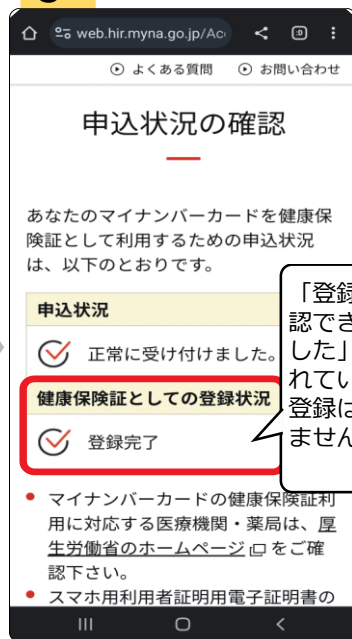 web.hir.myna.go.jp/Ac
:D
よくある質問 お問い合わせ
申込状況の確認
あなたのマイナンバーカードを健康保
険証として利用するための申込状況
は、以下のとおりです。
申込状況
正常に受け付けました。
健康保険証としての登録状況
登録完了
「登録
認でき
した」
れてい
登録は
ません
マイナンバーカードの健康保険証利
用に対応する医療機関・薬局は、厚
生労働省のホームページをご確
認下さい。
スマホ用利用者証明用電子証明書の